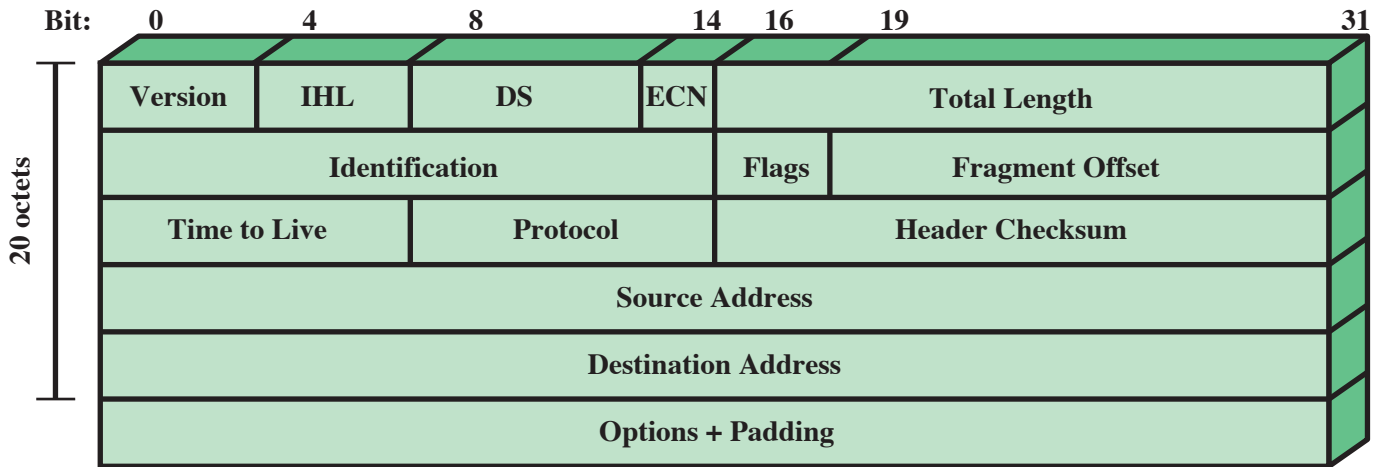 Bit: 0 4 8 14 16 19 31
Version IHL DS ECN Total Length
Identification Flags Fragment Offset
Time to Live Protocol Header Checksum
Source Address
Destination Address
Options + Padding
20 octets